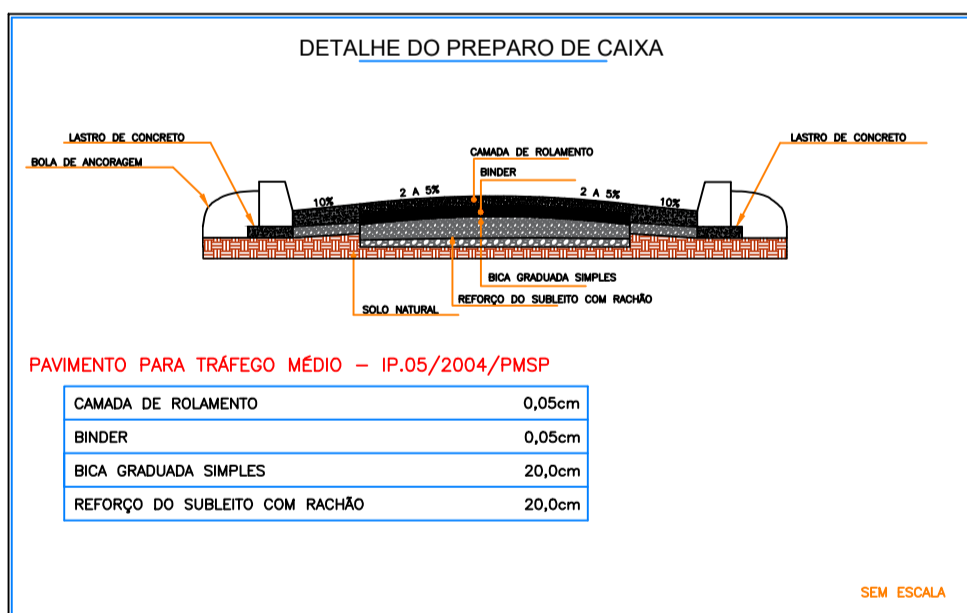 DETALHE DO PREPARO DE CAIXA
LASTRO DE CONCRETO
BOLA DE ANCORAGEM
CAMADA DE ROLAMENTO
BINDER
LASTRO DE CONCRETO
10%
2 A 5%
2 A 5%
10%
BICA GRADUADA SIMPLES
REFORÇO DO SUBLEITO COM RACHÃO
SOLO NATURAL
PAVIMENTO PARA TRÁFEGO MÉDIO – IP.05/2004/PMSP
CAMADA DE ROLAMENTO 0,05cm
BINDER 0,05cm
BICA GRADUADA SIMPLES 20,0cm
REFORÇO DO SUBLEITO COM RACHÃO 20,0cm
SEM ESCALA